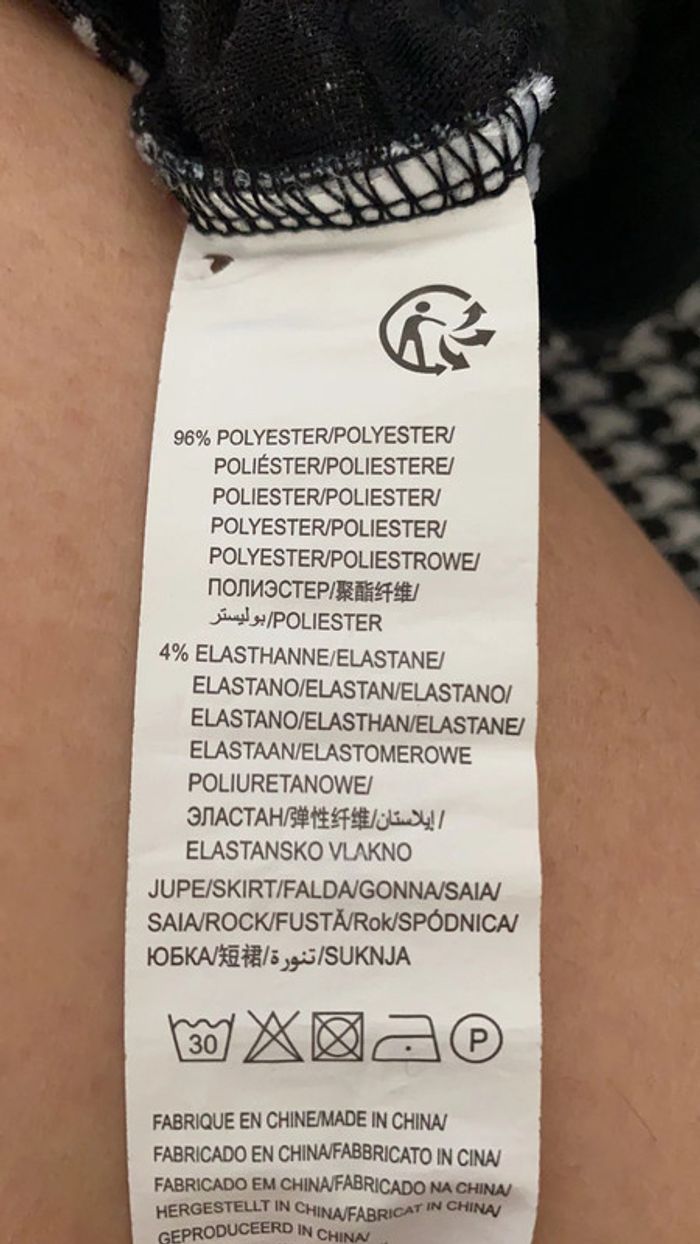 96% POLYESTER/POLYESTER/
POLIÉSTER/POLIESTERE/
POLIESTER/POLIESTER/
POLYESTER/POLIESTER/
POLYESTER/POLIESTROWE/
ПОЛИЭСТЕР/聚酯纤维/
بوليستر/POLIESTER
4% ELASTHANNE/ELASTANE/
ELASTANO/ELASTAN/ELASTANO/
ELASTANO/ELASTHAN/ELASTANE/
ELASTAAN/ELASTOMEROWE
POLIURETANOWE/
ЭЛАСТАН/弹性纤维/إيلاستان/
ELASTANSKO VLAKNO
JUPE/SKIRT/FALDA/GONNA/SAIA/
SAIA/ROCK/FUSTĂ/Rok/SPÓDNICA/
ЮБКА/短裙/تنورة/SUKNJA
30 P
FABRIQUE EN CHINE/MADE IN CHINA/
FABRICADO EN CHINA/FABBRICATO IN CINA/
FABRICADO EM CHINA/FABRICADO NA CHINA/
HERGESTELLT IN CHINA/FABRICAT IN CHINA/
GEPRODUCEERD IN CHINA/